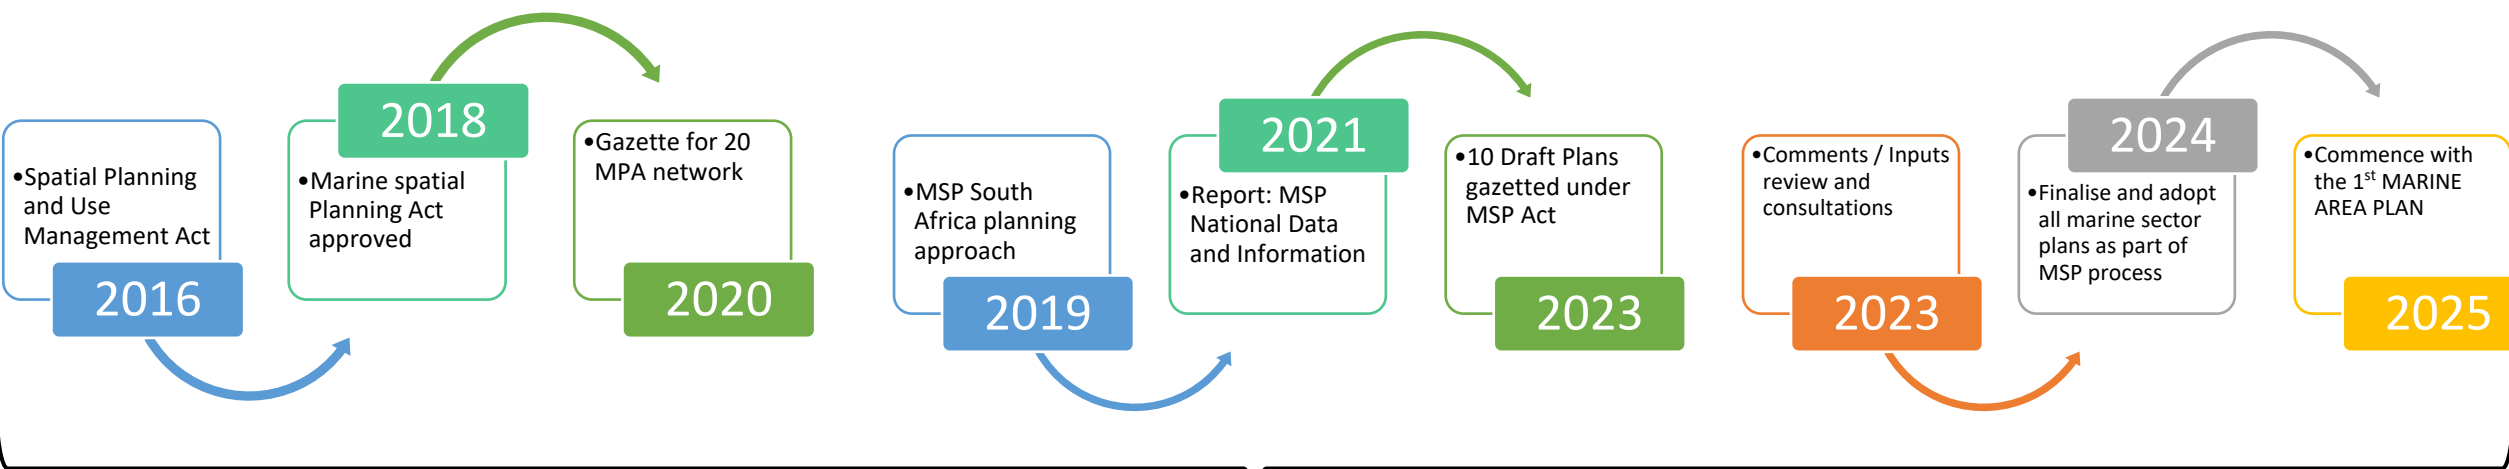 •Spatial Planning
and Use
Management Act
2016
2018
•Marine spatial
Planning Act
approved
•Gazette for 20
MPA network
2020
•MSP South
Africa planning
approach
2019
2021
•Report: MSP
National Data
and Information
•10 Draft Plans
gazetted under
MSP Act
2023
•Comments / Inputs
review and
consultations
2023
2024
•Finalise and adopt
all marine sector
plans as part of
MSP process
•Commence with
the 1st MARINE
AREA PLAN
2025